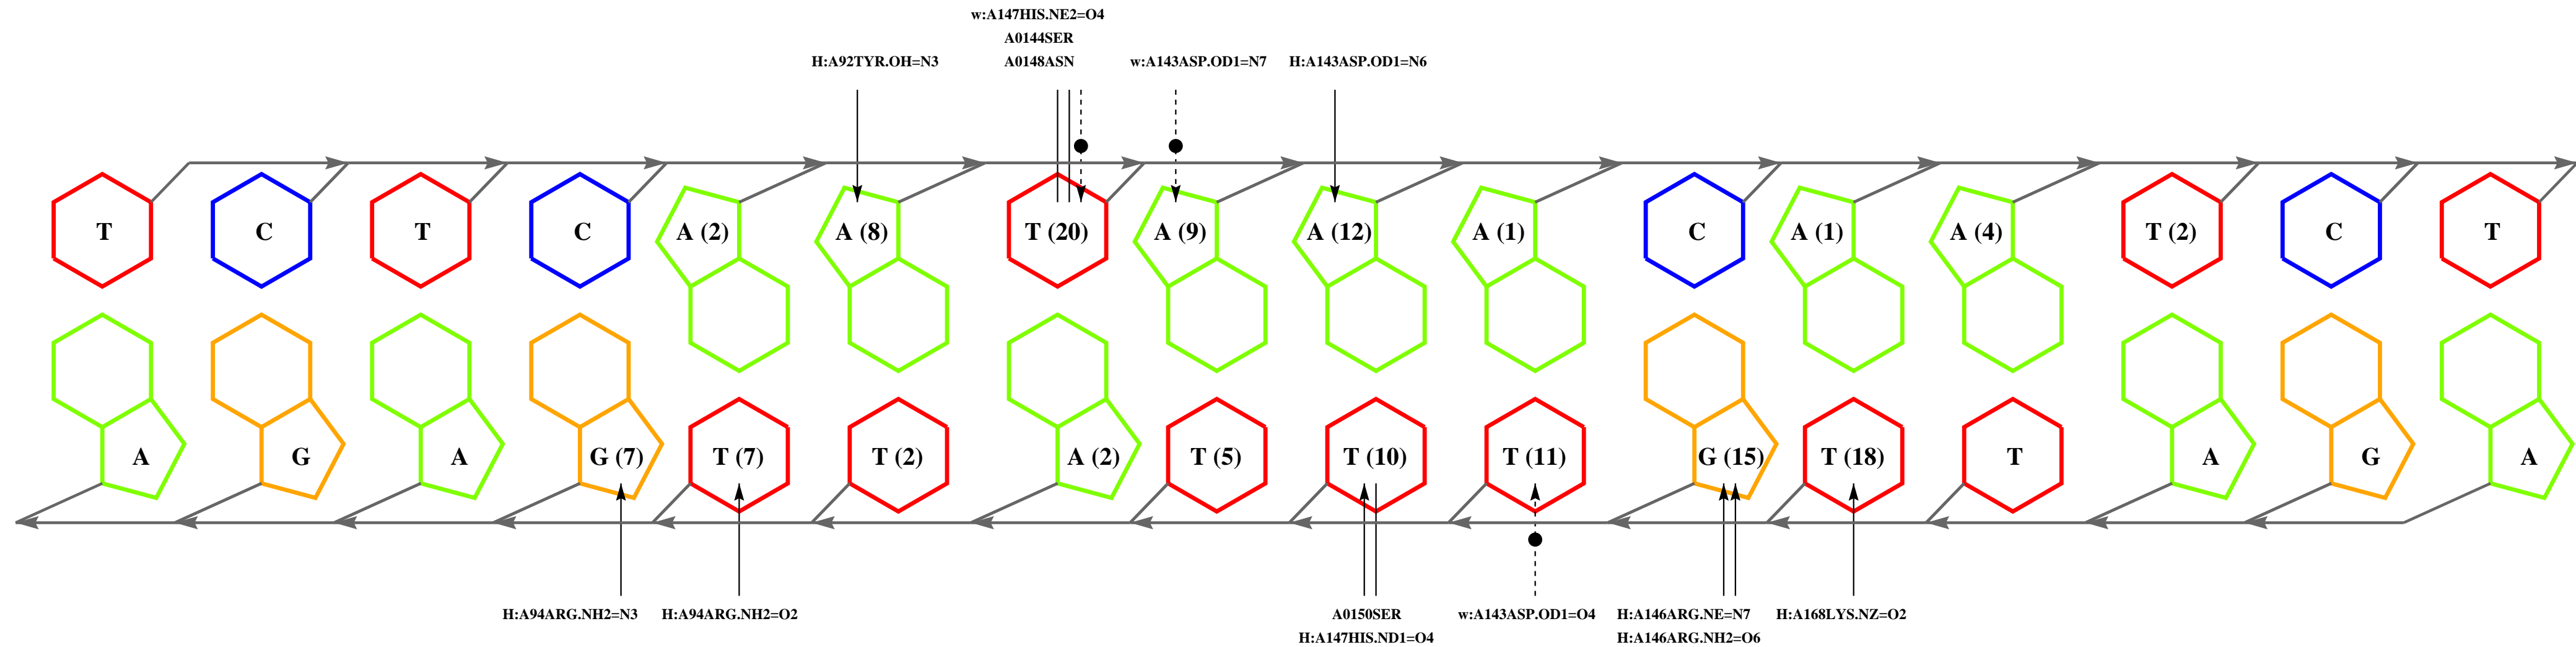 w:A147HIS.NE2=O4
A0144SER
H:A92TYR.OH=N3 A0148ASN w:A143ASP.OD1=N7 H:A143ASP.OD1=N6
T C T C A (2) A (8) T (20) A (9) A (12) A (1) C A (1) A (4) T (2) C T
A G A G (7) T (7) T (2) A (2) T (5) T (10) T (11) G (15) T (18) T A G A
H:A94ARG.NH2=N3 H:A94ARG.NH2=O2 A0150SER w:A143ASP.OD1=O4 H:A146ARG.NE=N7 H:A168LYS.NZ=O2
H:A147HIS.ND1=O4 H:A146ARG.NH2=O6